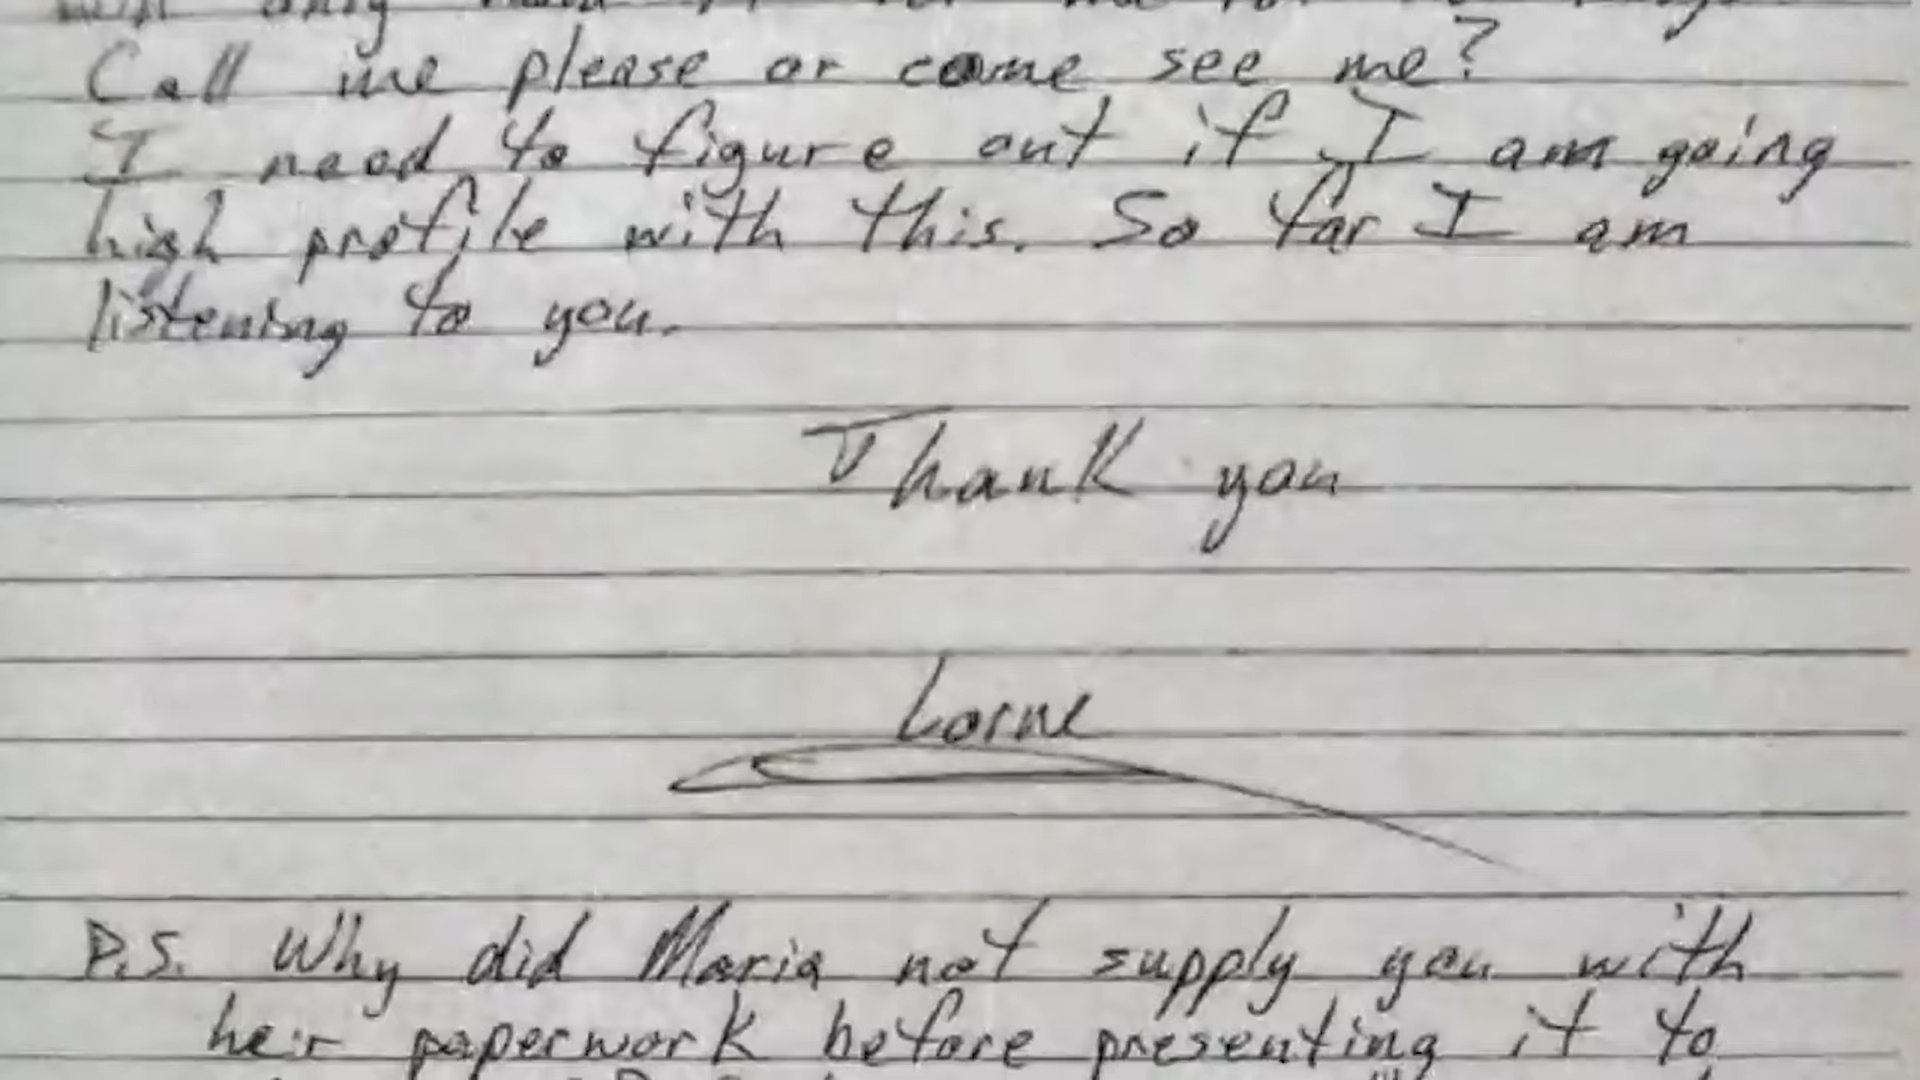 Call me please or come see me?
I need to figure out if I am going
high profile with this. So far I am
listening to you.
Thank you
Lorne
P.S. Why did Maria not supply you with
her paperwork before presenting it to